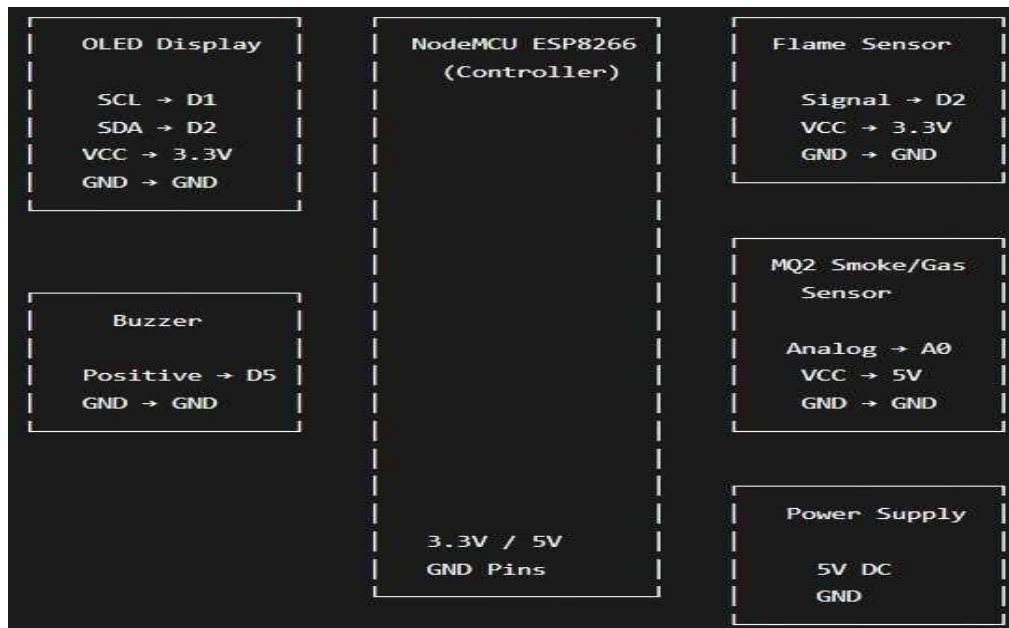 OLED Display
SCL → D1
SDA → D2
VCC → 3.3V
GND → GND
Buzzer
Positive → D5
GND → GND
NodeMCU ESP8266
(Controller)
3.3V / 5V
GND Pins
Flame Sensor
Signal → D2
VCC → 3.3V
GND → GND
MQ2 Smoke/Gas
Sensor
Analog → A0
VCC → 5V
GND → GND
Power Supply
5V DC
GND